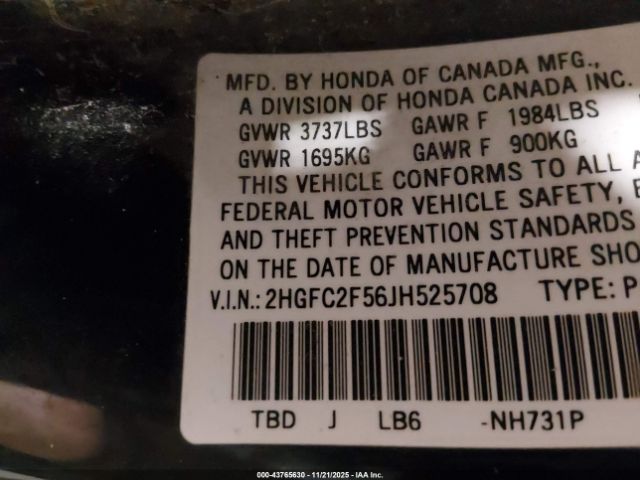 MFD. BY HONDA OF CANADA MFG.,
A DIVISION OF HONDA CANADA INC.
GVWR 3737LBS GAWR F 1984LBS
GVWR 1695KG GAWR F 900KG
THIS VEHICLE CONFORMS TO ALL A
FEDERAL MOTOR VEHICLE SAFETY,
AND THEFT PREVENTION STANDARDS
ON THE DATE OF MANUFACTURE SHO
V.I.N.: 2HGFC2F56JH525708 TYPE: P
TBD J LB6 -NH731P
000-43765630 - 11/21/2025 - IAA Inc.